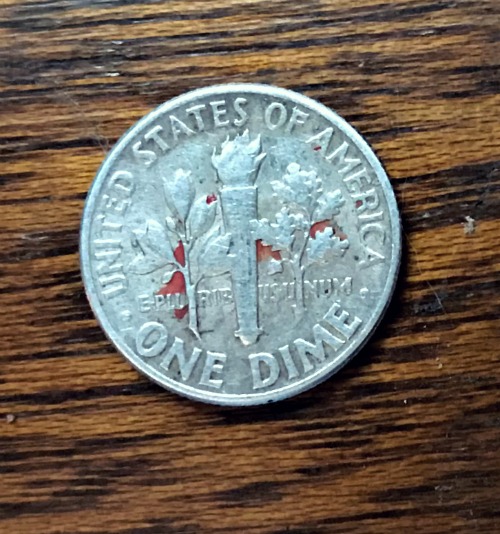 UNITED STATES OF AMERICA
E PLURIBUS UNUM
ONE DIME